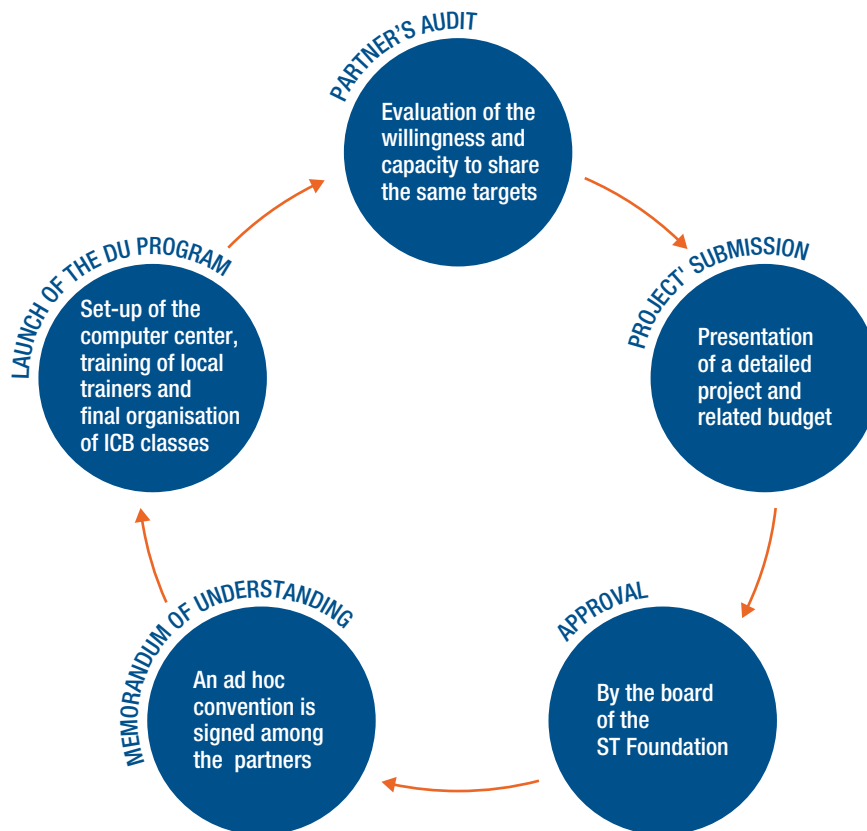 PARTNER'S AUDIT
Evaluation of the
willingness and
capacity to share
the same targets
PROJECT' SUBMISSION
Presentation
of a detailed
project and
related budget
APPROVAL
By the board
of the
ST Foundation
MEMORANDUM OF UNDERSTANDING
An ad hoc
convention is
signed among
the partners
LAUNCH OF THE DU PROGRAM
Set-up of the
computer center,
training of local
trainers and
final organisation
of ICB classes